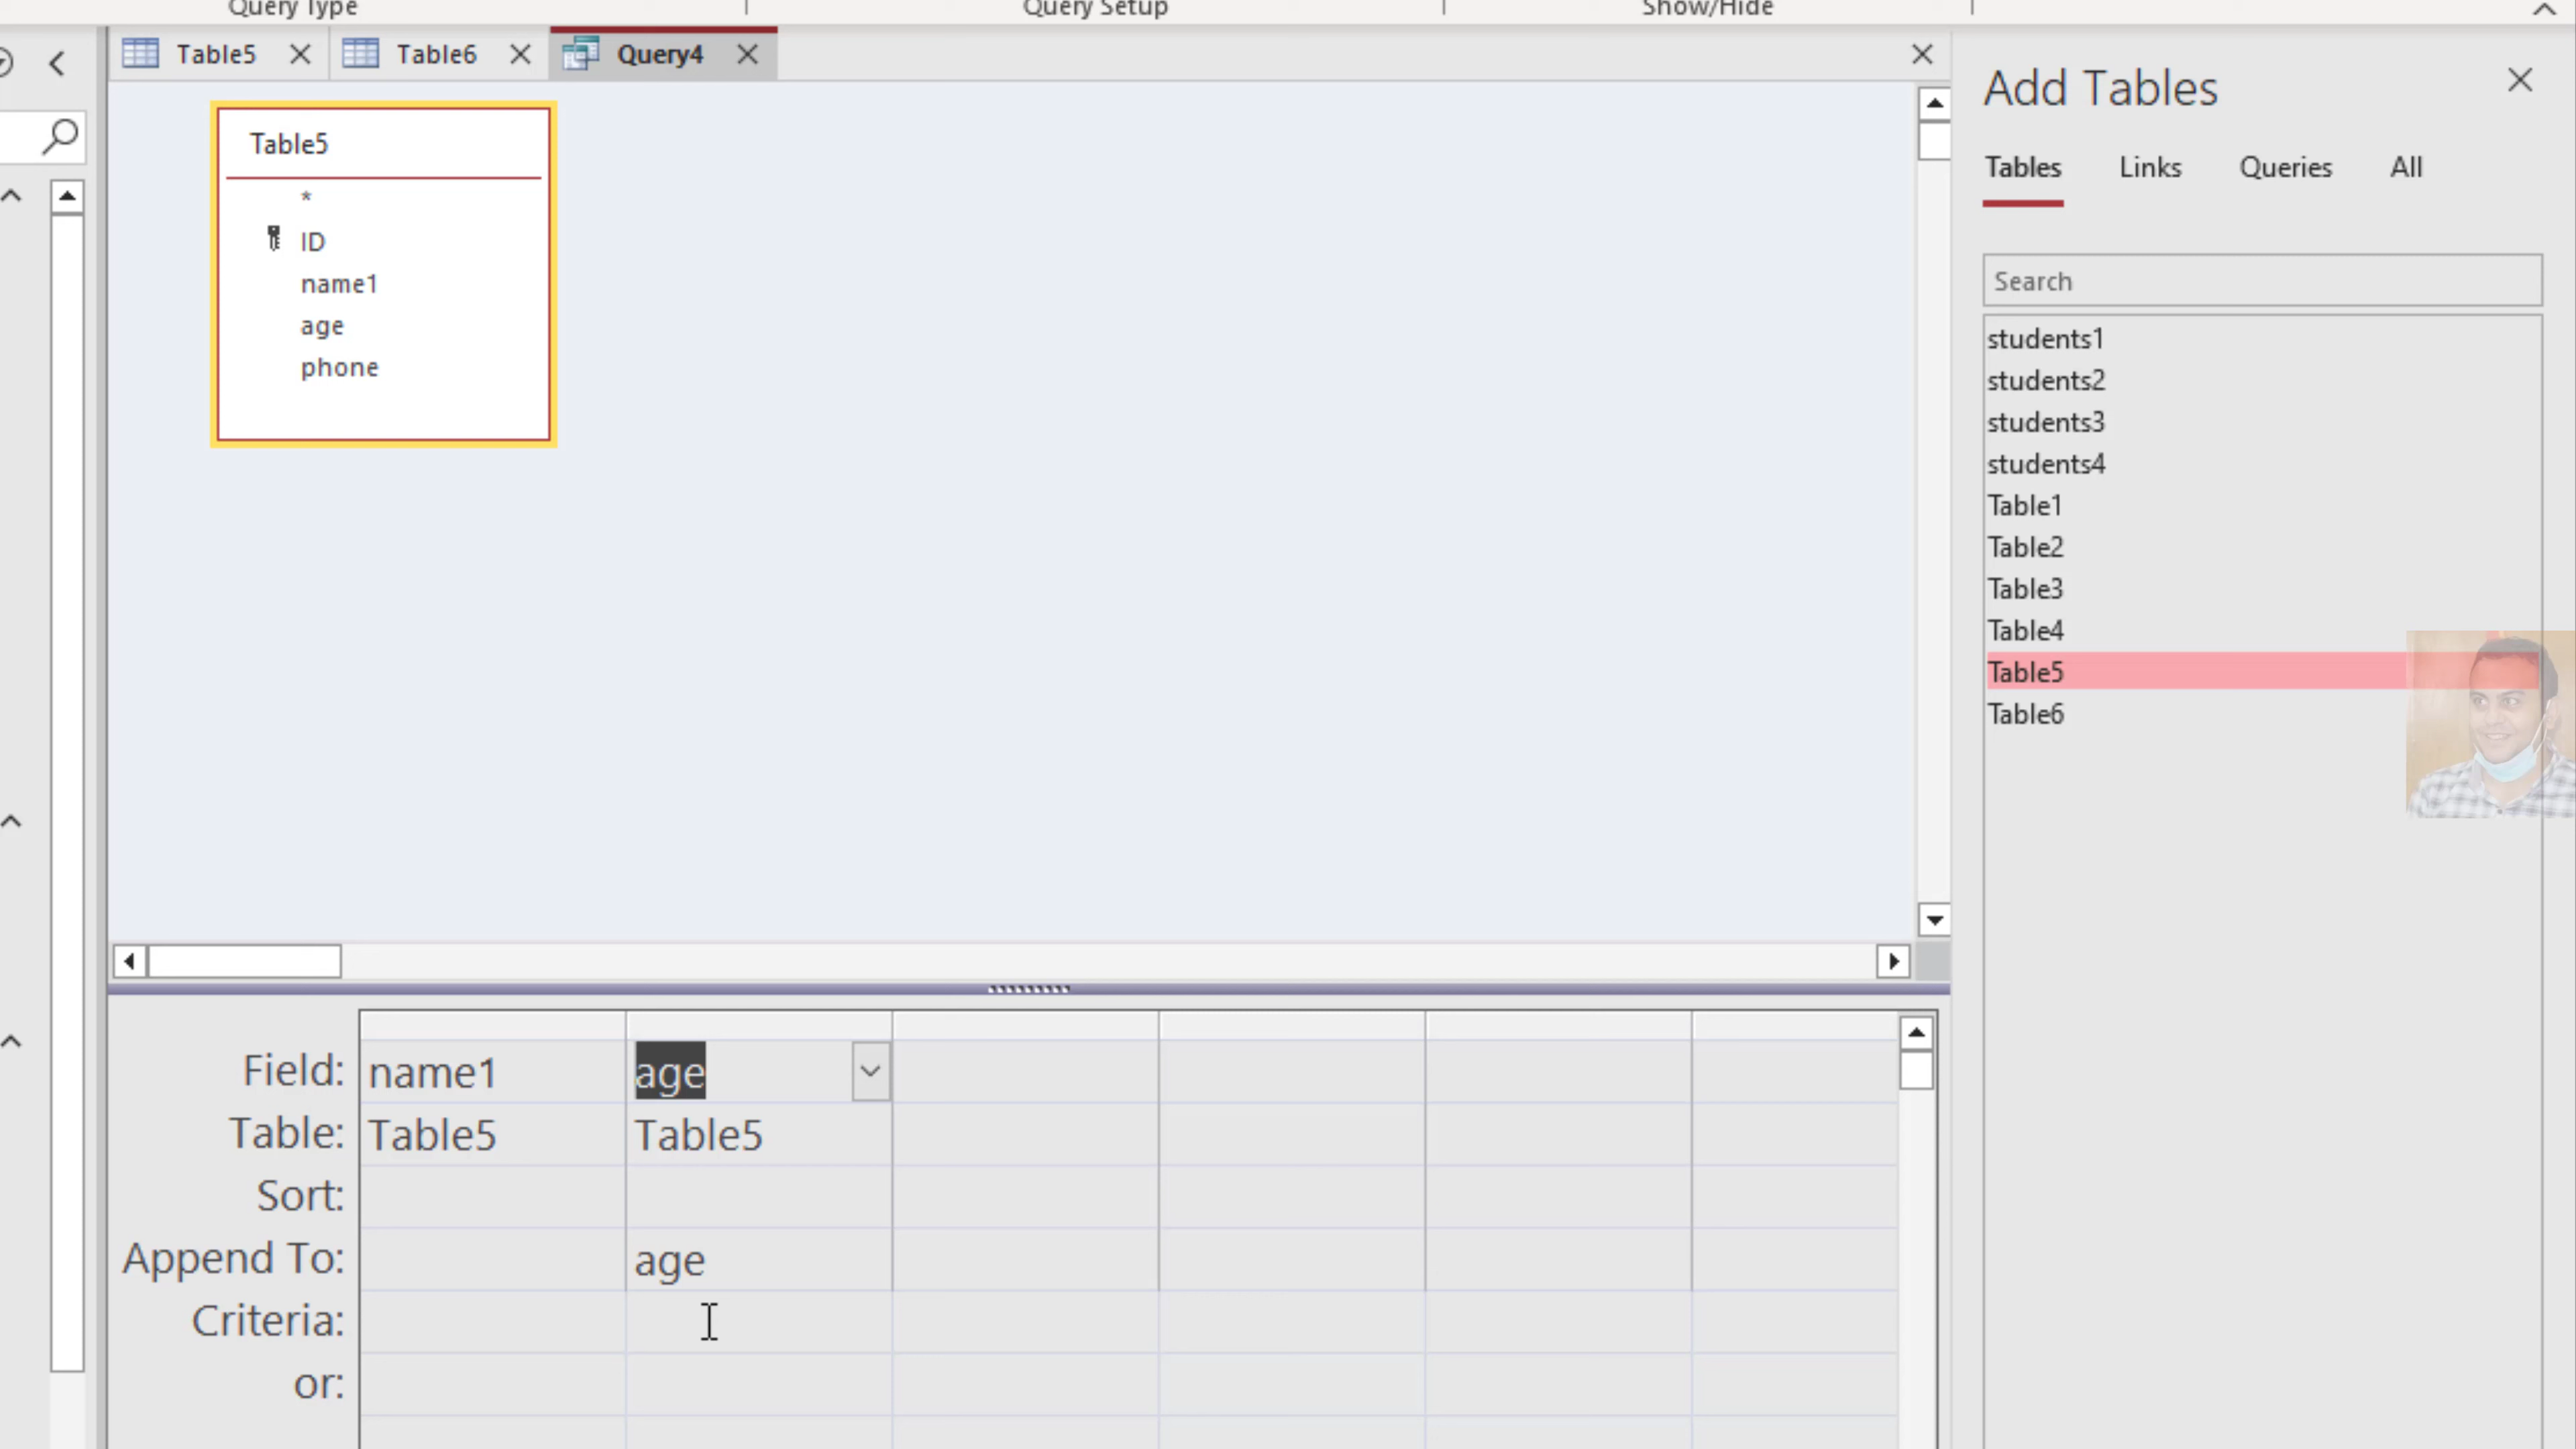 Query Type
Query Setup
Show/Hide
Table5
Table6
Query4
Table5
*
ID
name1
age
phone
Add Tables
Tables Links Queries All
Search
students1
students2
students3
students4
Table1
Table2
Table3
Table4
Table5
Table6
Field: name1 age
Table: Table5 Table5
Sort:
Append To: age
Criteria:
or: